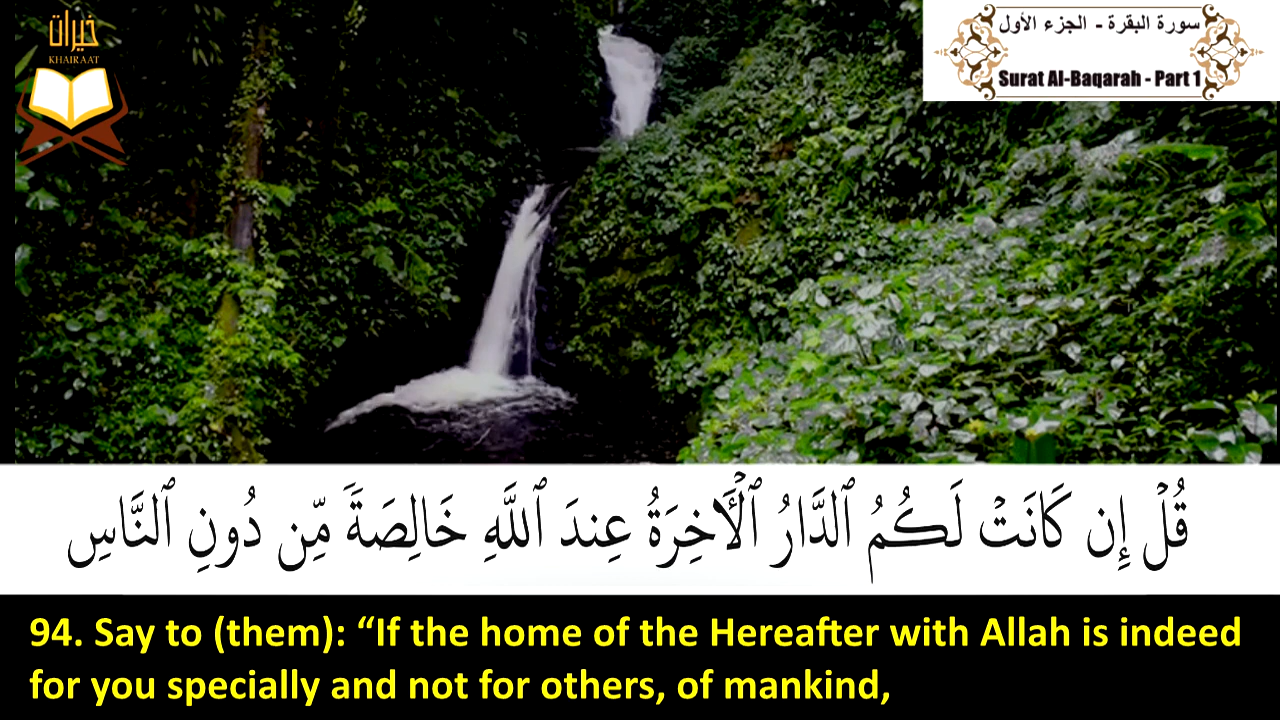 خيرات
KHAIRAAT
سورة البقرة - الجزء الأول
Surat Al-Baqarah - Part 1
قُلْ إِن كَانَتْ لَكُمُ ٱلدَّارُ ٱلْأَخِرَةُ عِندَ ٱللَّهِ خَالِصَةً مِّن دُونِ ٱلنَّاسِ
94. Say to (them): “If the home of the Hereafter with Allah is indeed
for you specially and not for others, of mankind,